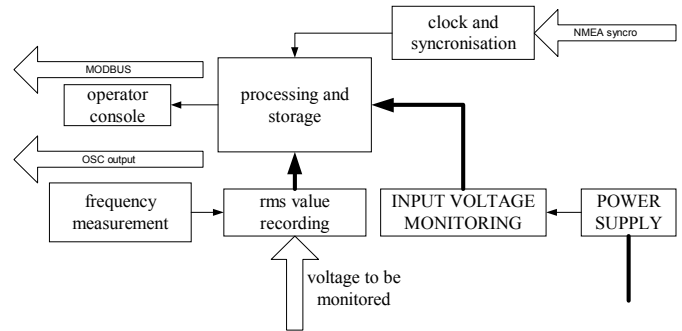 clock and
syncronisation
NMEA syncro
MODBUS
operator
console
processing and
storage
OSC output
frequency
measurement
rms value
recording
INPUT VOLTAGE
MONITORING
POWER
SUPPLY
voltage to be
monitored